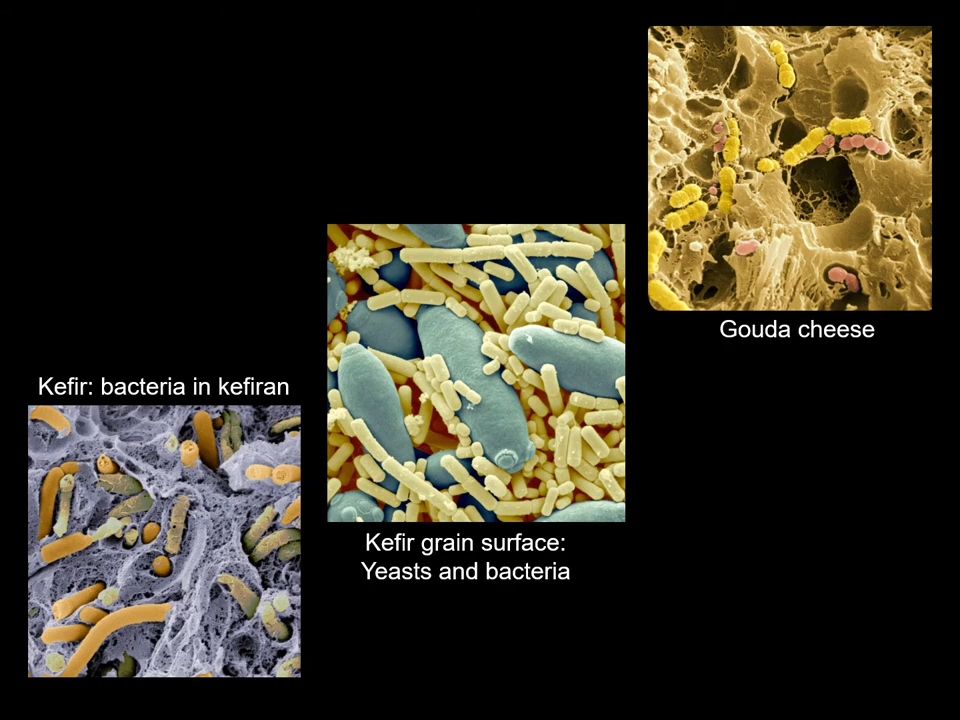 Kefir: bacteria in kefiran
Kefir grain surface:
Yeasts and bacteria
Gouda cheese